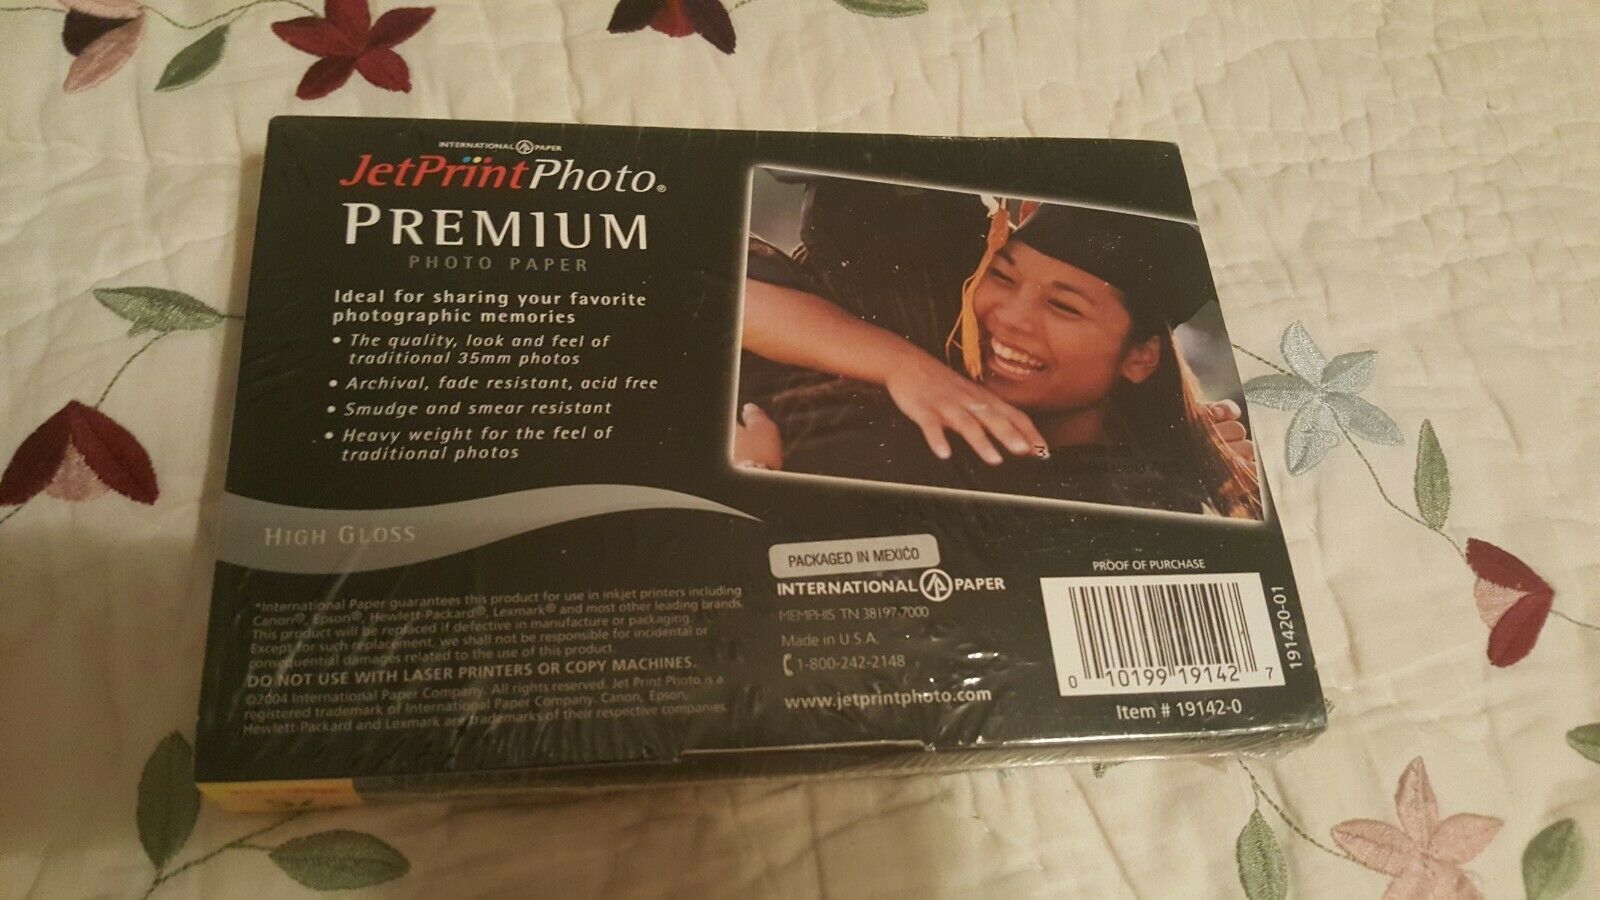 INTERNATIONAL PAPER
JetPrintPhoto®
PREMIUM
PHOTO PAPER
Ideal for sharing your favorite
photographic memories
• The quality, look and feel of
traditional 35mm photos
• Archival, fade resistant, acid free
• Smudge and smear resistant
• Heavy weight for the feel of
traditional photos
HIGH GLOSS
*International Paper guarantees this product for use in inkjet printers including
Canon®, Epson®, Hewlett-Packard®, Lexmark® and most other leading brands.
This product will be replaced if defective in manufacture or packaging.
Except for such replacement, we shall not be responsible for incidental or
consequential damages related to the use of this product.
DO NOT USE WITH LASER PRINTERS OR COPY MACHINES.
©2004 International Paper Company. All rights reserved. Jet Print Photo is a
registered trademark of International Paper Company. Canon, Epson,
Hewlett-Packard and Lexmark are trademarks of their respective companies.
PACKAGED IN MEXICO
INTERNATIONAL PAPER
MEMPHIS TN 38197-7000
Made in U.S.A.
1-800-242-2148
www.jetprintphoto.com
PROOF OF PURCHASE
0 10199 19142 7
Item # 19142-0
191420-01